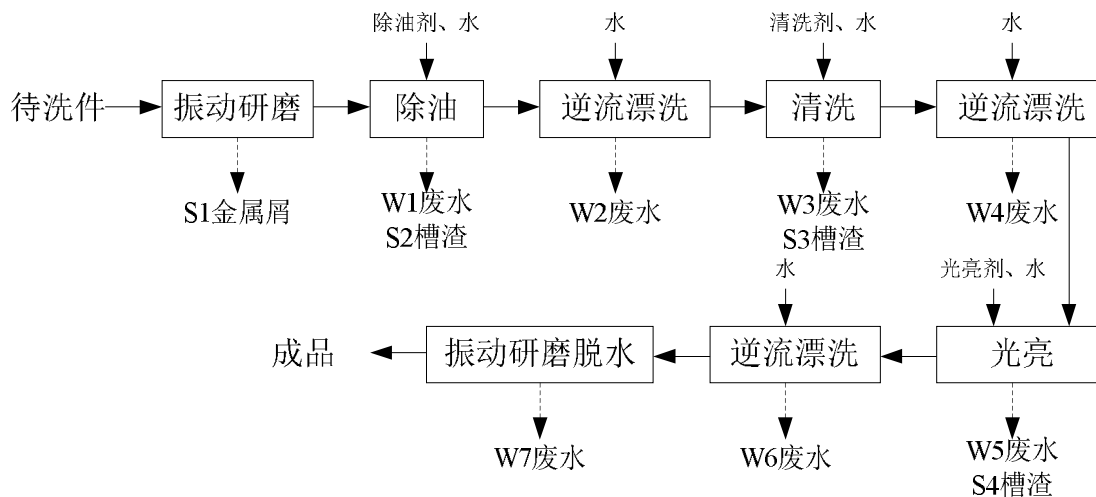 除油剂、水
水
清洗剂、水
水
待洗件
振动研磨
除油
逆流漂洗
清洗
逆流漂洗
S1金属屑
W1废水
S2槽渣
W2废水
W3废水
S3槽渣
W4废水
水
光亮剂、水
成品
振动研磨脱水
逆流漂洗
光亮
W7废水
W6废水
W5废水
S4槽渣